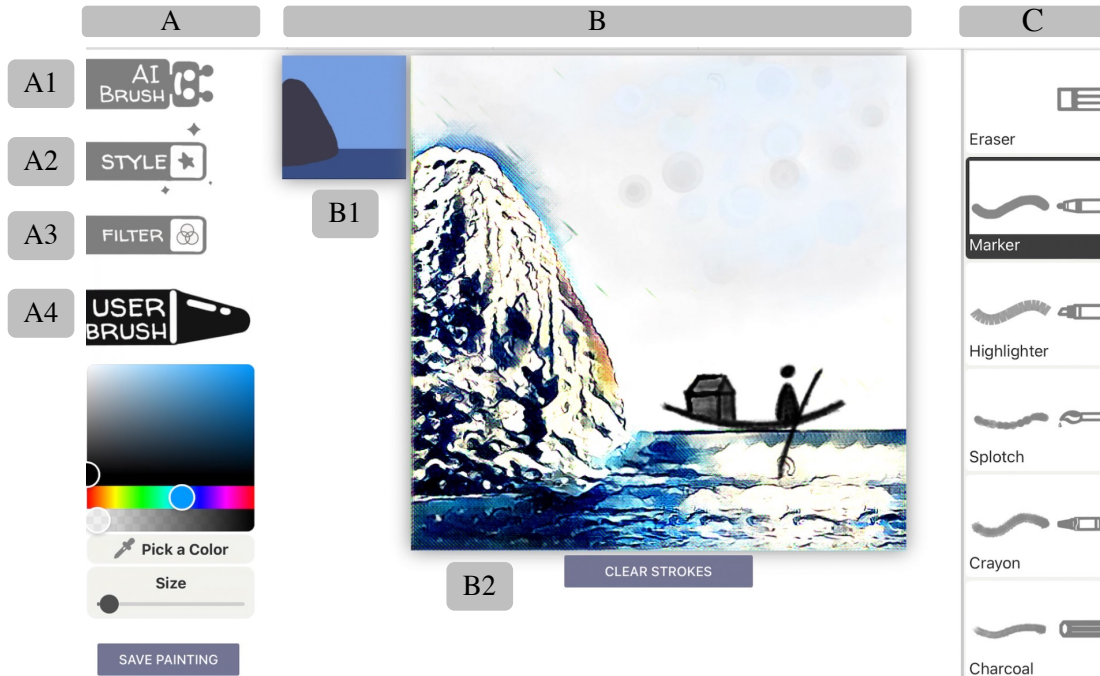 A
B
C
A1
AI
BRUSH
A2
STYLE
A3
FILTER
A4
USER
BRUSH
Pick a Color
Size
SAVE PAINTING
B1
B2
CLEAR STROKES
Eraser
Marker
Highlighter
Splotch
Crayon
Charcoal